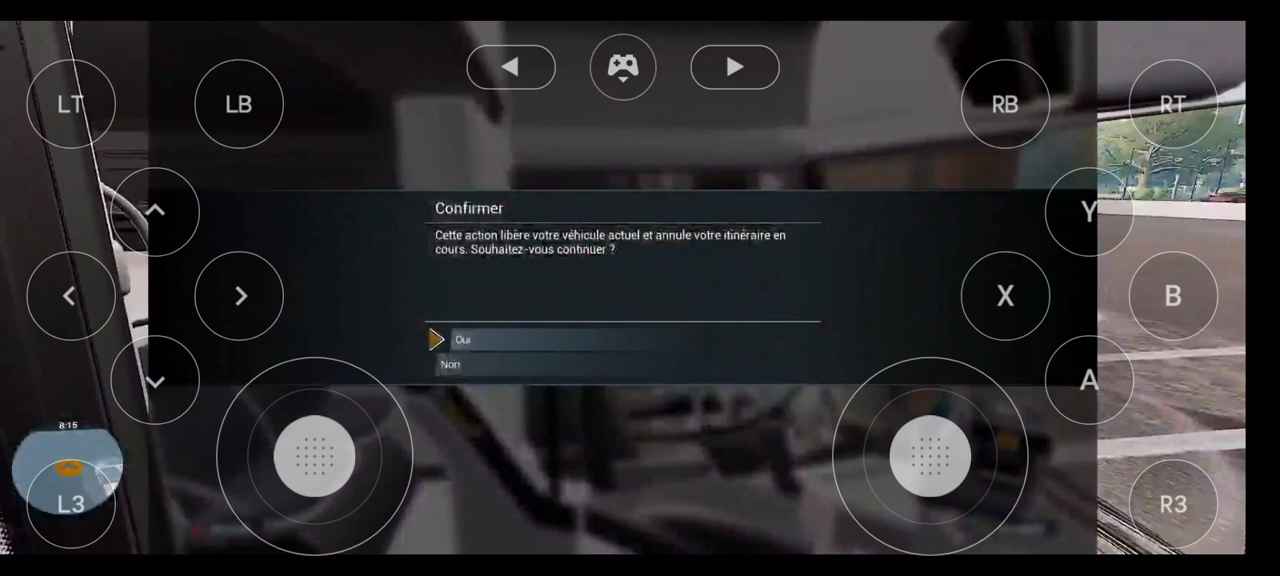 LT
LB
RB
RT
Y
Confirmer
Cette action libère votre véhicule actuel et annule votre itinéraire en
cours. Souhaitez-vous continuer ?
X
B
Oui
Non
A
8:15
L3
R3